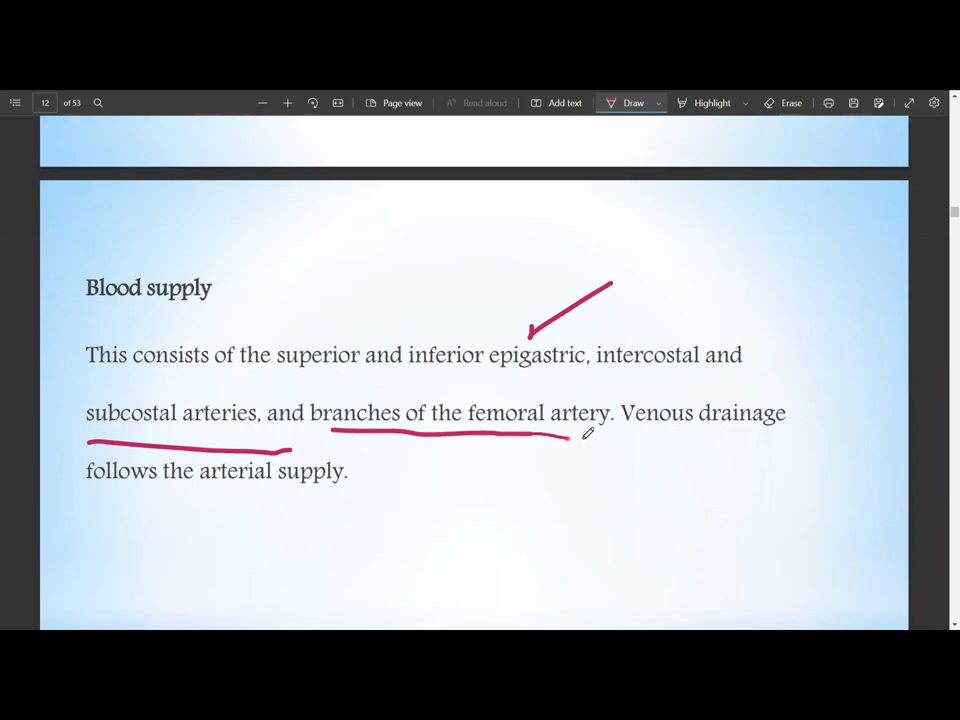 12 of 53 Page view Read aloud Add text Draw Highlight Erase
Blood supply
This consists of the superior and inferior epigastric, intercostal and
subcostal arteries, and branches of the femoral artery. Venous drainage
follows the arterial supply.